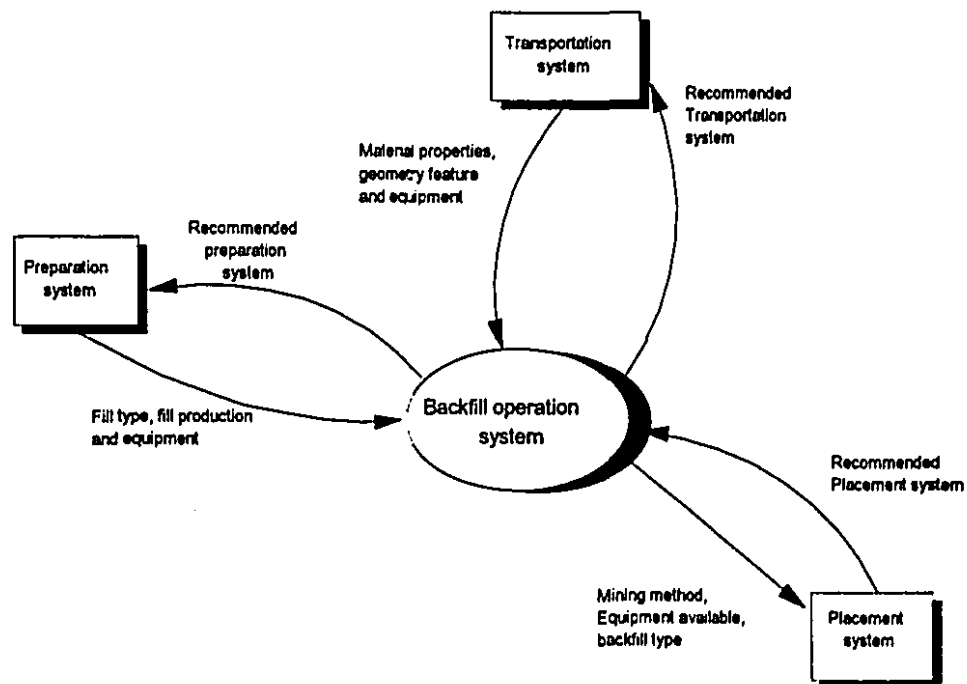 Transportation
system
Recommended
Transportation
system
Material properties,
geometry feature
and equipment
Recommended
preparation
system
Preparation
system
Fill type, fill production
and equipment
Backfill operation
system
Recommended
Placement system
Mining method,
Equipment available,
backfill type
Placement
system